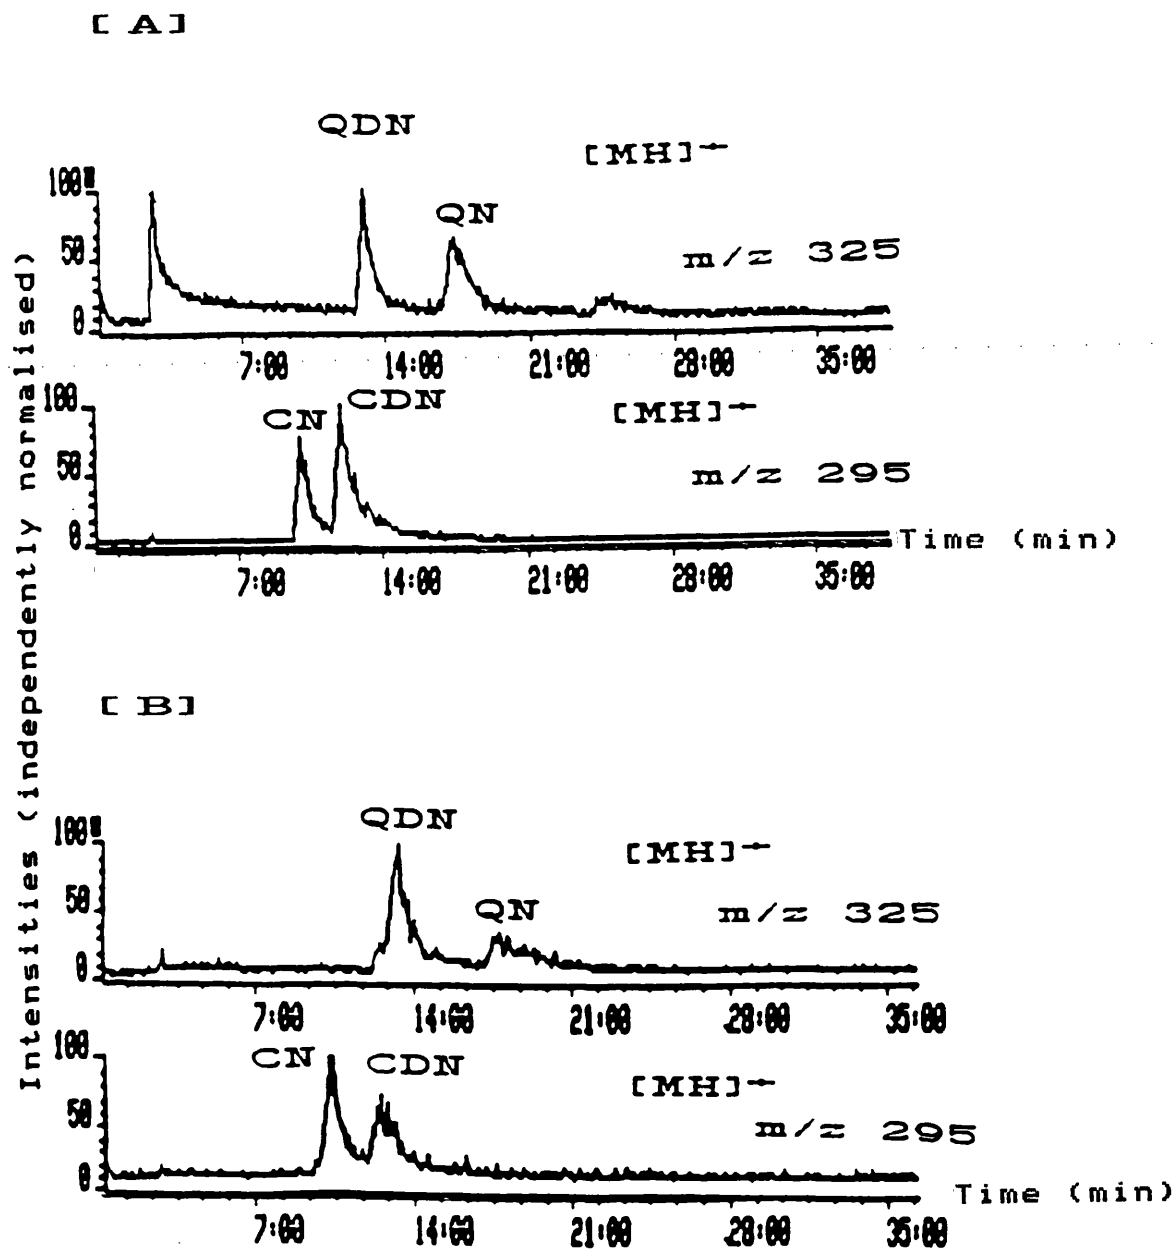 [ A ]
QDN
[MH]+
100%
QN
50
m/z 325
0
7:00 14:00 21:00 28:00 35:00
100
CDN
CN
[MH]+
50
m/z 295
0
Time (min)
7:00 14:00 21:00 28:00 35:00
Intensities (independently normalised)
[ B ]
QDN
100%
[MH]+
50
QN
m/z 325
0
7:00 14:00 21:00 28:00 35:00
100
CN CDN
[MH]+
50
m/z 295
0
Time (min)
7:00 14:00 21:00 28:00 35:00